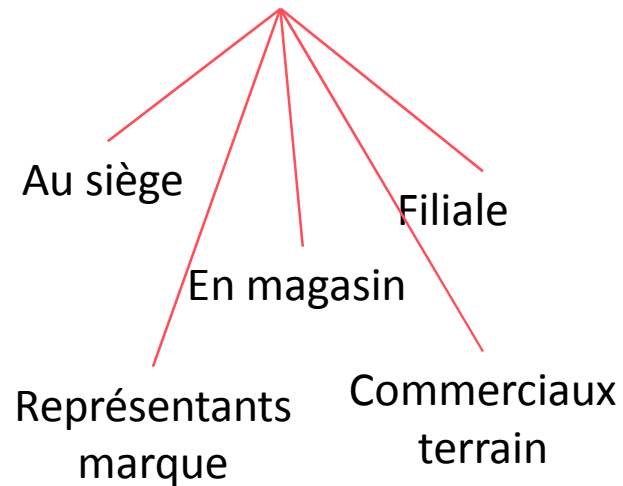 Au siège
Filiale
En magasin
Représentants
marque
Commerciaux
terrain